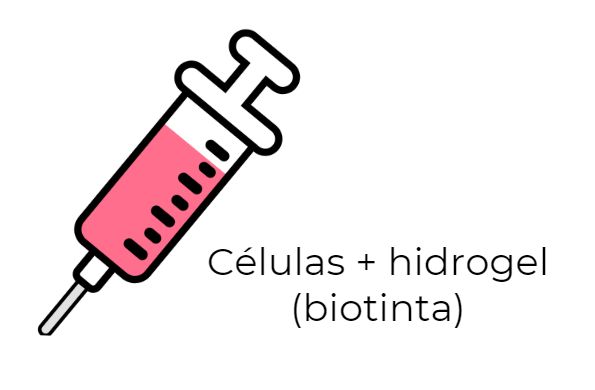 Células + hidrogel
(biotinta)